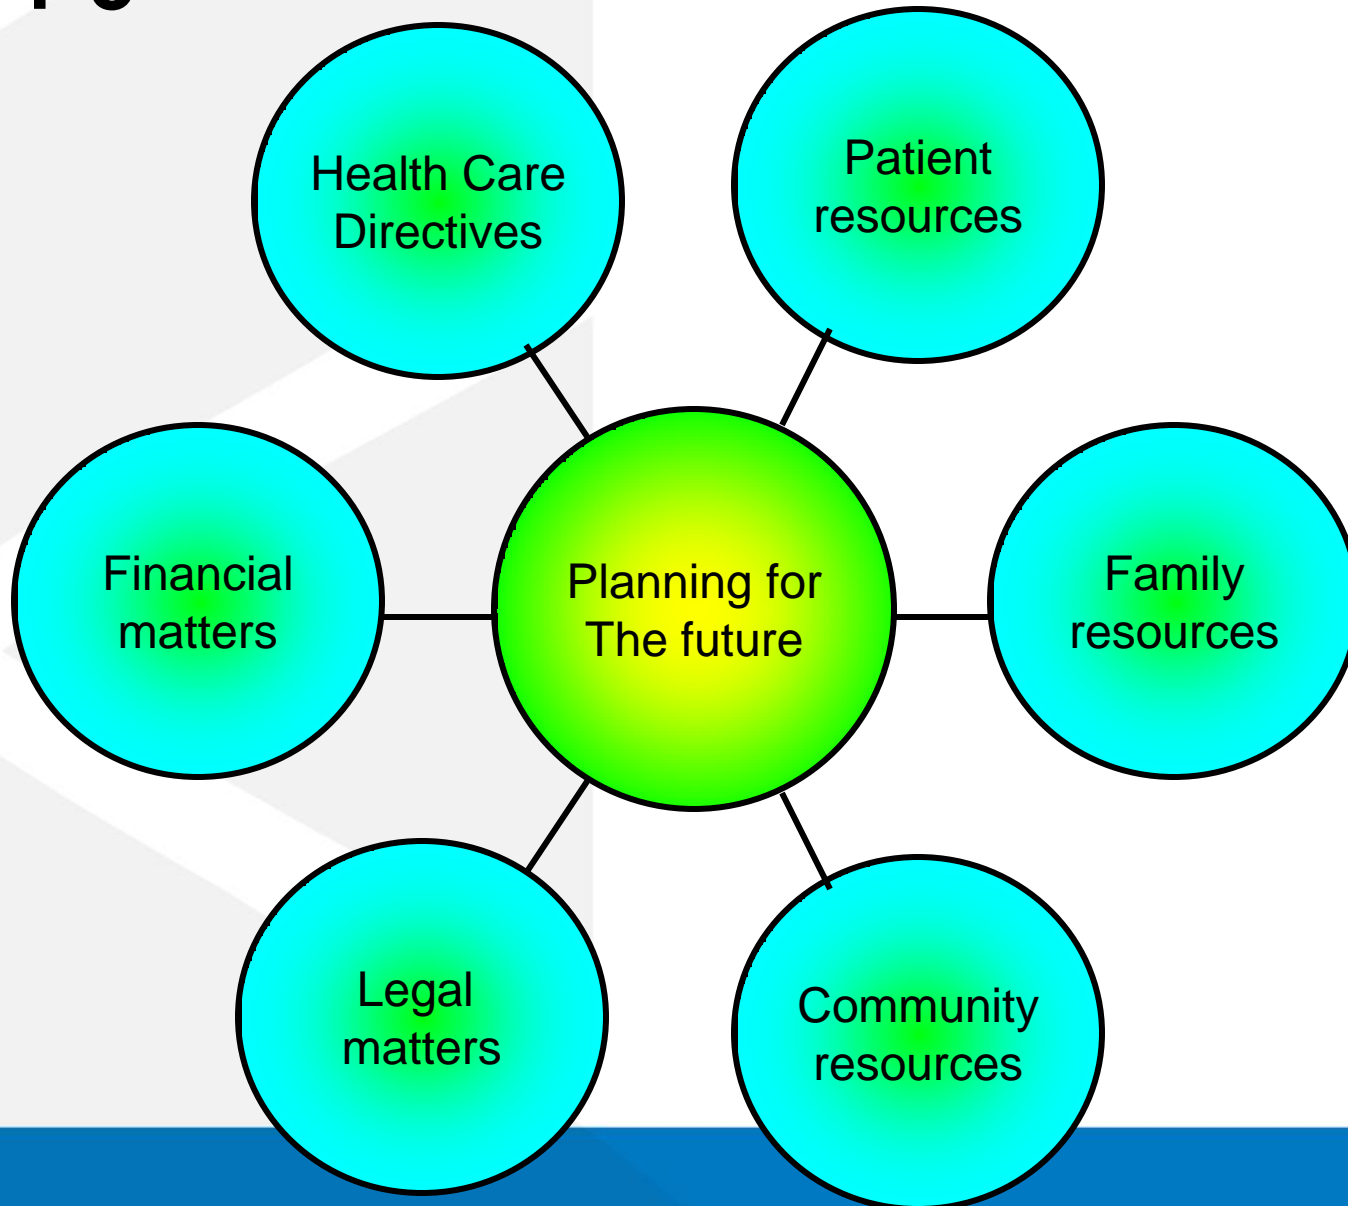 Health Care
Directives
Patient
resources
Financial
matters
Planning for
The future
Family
resources
Legal
matters
Community
resources